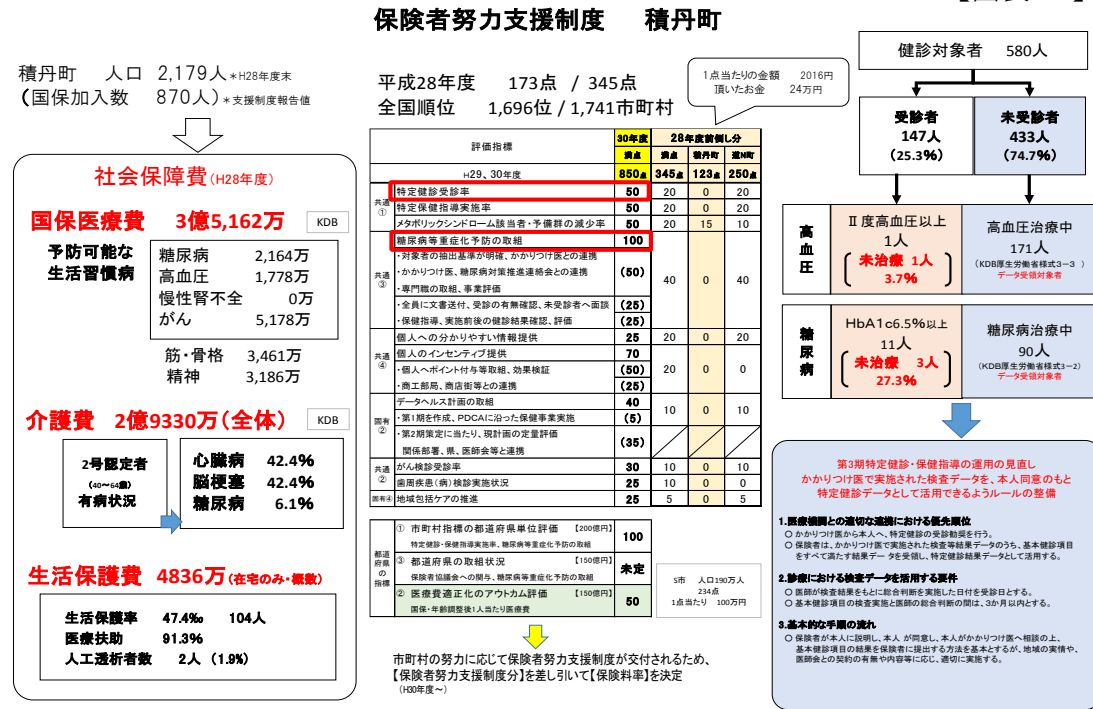 保険者努力支援制度　積丹町
積丹町　人口 2,179人 *H28年度末
(国保加入数　870人) *支援制度報告値
社会保障費(H28年度)
国保医療費　3億5,162万
KDB
予防可能な
生活習慣病
糖尿病　2,164万
高血圧　1,778万
慢性腎不全　0万
がん　5,178万
筋・骨格　3,461万
精神　3,186万
介護費　2億9330万(全体)
KDB
2号認定者
(40～64歳)
有病状況
心臓病　42.4%
脳梗塞　42.4%
糖尿病　6.1%
生活保護費　4836万(在宅のみ・概数)
生活保護率　47.4‰　104人
医療扶助　91.3%
人工透析者数　2人 (1.9%)
平成28年度　173点 / 345点
全国順位　1,696位 / 1,741市町村
1点当たりの金額　2016円
頂いたお金　24万円
評価指標　30年度　28年度前倒し分
満点　満点　積丹町　道N町
H29、30年度　850点　345点　123点　250点
共通①
特定健診受診率　50　20　0　20
特定保健指導実施率　50　20　0　20
メタボリックシンドローム該当者・予備群の減少率　50　20　15　10
共通③
糖尿病等重症化予防の取組　100
・対象者の抽出基準が明確、かかりつけ医との連携
・かかりつけ医、糖尿病対策推進連絡会との連携　(50)　40　0　40
・専門職の取組、事業評価
・全員に文書送付、受診の有無確認、未受診者へ面談　(25)
・保健指導、実施前後の健診結果確認、評価　(25)
共通④
個人への分かりやすい情報提供　25　20　0　20
個人のインセンティブ提供　70
・個人へポイント付与等取組、効果検証　(50)　20　0　0
・商工部局、商店街等との連携　(25)
固有②
データヘルス計画の取組　40
・第1期を作成、PDCAに沿った保健事業実施　(5)　10　0　10
・第2期策定に当たり、現計画の定量評価
関係部署、県、医師会等と連携　(35)
共通②
がん検診受診率　30　10　0　10
歯周疾患(病)検診実施状況　25　10　0　0
固有④　地域包括ケアの推進　25　5　0　5
都道府県の指標
① 市町村指標の都道府県単位評価　【200億円】　100
特定健診・保健指導実施率、糖尿病等重症化予防の取組
③ 都道府県の取組状況　【150億円】　未定
保険者協議会への関与、糖尿病等重症化予防の取組
② 医療費適正化のアウトカム評価　【150億円】　50
国保・年齢調整後1人当たり医療費
S市　人口190万人
234点
1点当たり　100万円
市町村の努力に応じて保険者努力支援制度が交付されるため、
【保険者努力支援制度分】を差し引いて【保険料率】を決定
(H30年度～)
健診対象者　580人
受診者
147人
(25.3%)
未受診者
433人
(74.7%)
高血圧
Ⅱ度高血圧以上
1人
未治療 1人
3.7%
高血圧治療中
171人
(KDB厚生労働省様式3-3 )
データ受領対象者
糖尿病
HbA1c6.5%以上
11人
未治療　3人
27.3%
糖尿病治療中
90人
(KDB厚生労働省様式3-2)
データ受領対象者
第3期特定健診・保健指導の運用の見直し
かかりつけ医で実施された検査データを、本人同意のもと
特定健診データとして活用できるようルールの整備
1.医療機関との適切な連携における優先順位
○ かかりつけ医から本人へ、特定健診の受診勧奨を行う。
○ 保険者は、かかりつけ医で実施された検査等結果データのうち、基本健診項目
をすべて満たす結果データを受領し、特定健診結果データとして活用する。
2.診療における検査データを活用する要件
○ 医師が検査結果をもとに総合判断を実施した日付を受診日とする。
○ 基本健診項目の検査実施と医師の総合判断の間は、3か月以内とする。
3.基本的な手順の流れ
○ 保険者が本人に説明し、本人が同意し、本人がかかりつけ医へ相談の上、
基本健診項目の結果を保険者に提出する方法を基本とするが、地域の実情や、
医師会との契約の有無や内容等に応じ、適切に実施する。